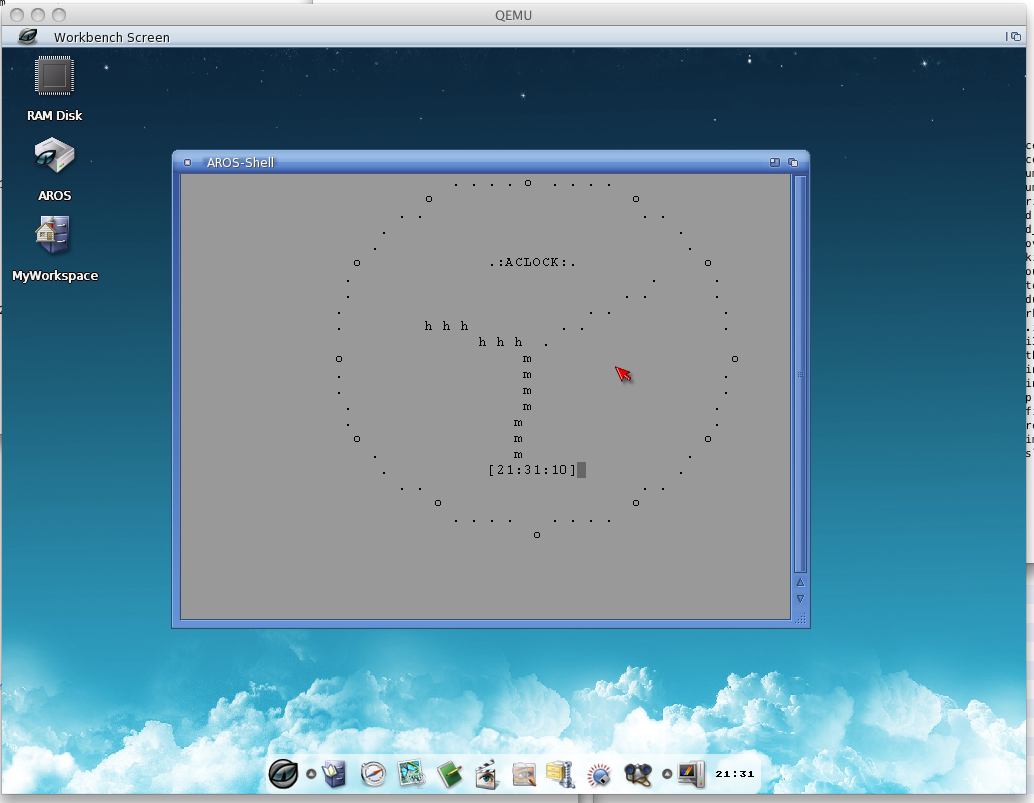 QEMU
Workbench Screen
RAM Disk
AROS
MyWorkspace
AROS-Shell
. . . . o . . . .
o o
. . . .
. .
. .
o .:ACLOCK:. o
. . .
. . . .
. . . .
. h h h . . .
h h h .
o m o
. m .
. m .
. m .
. m .
o m o
. m .
. [21:31:10] .
. . . .
o o
. . . . . . . .
o
21:31